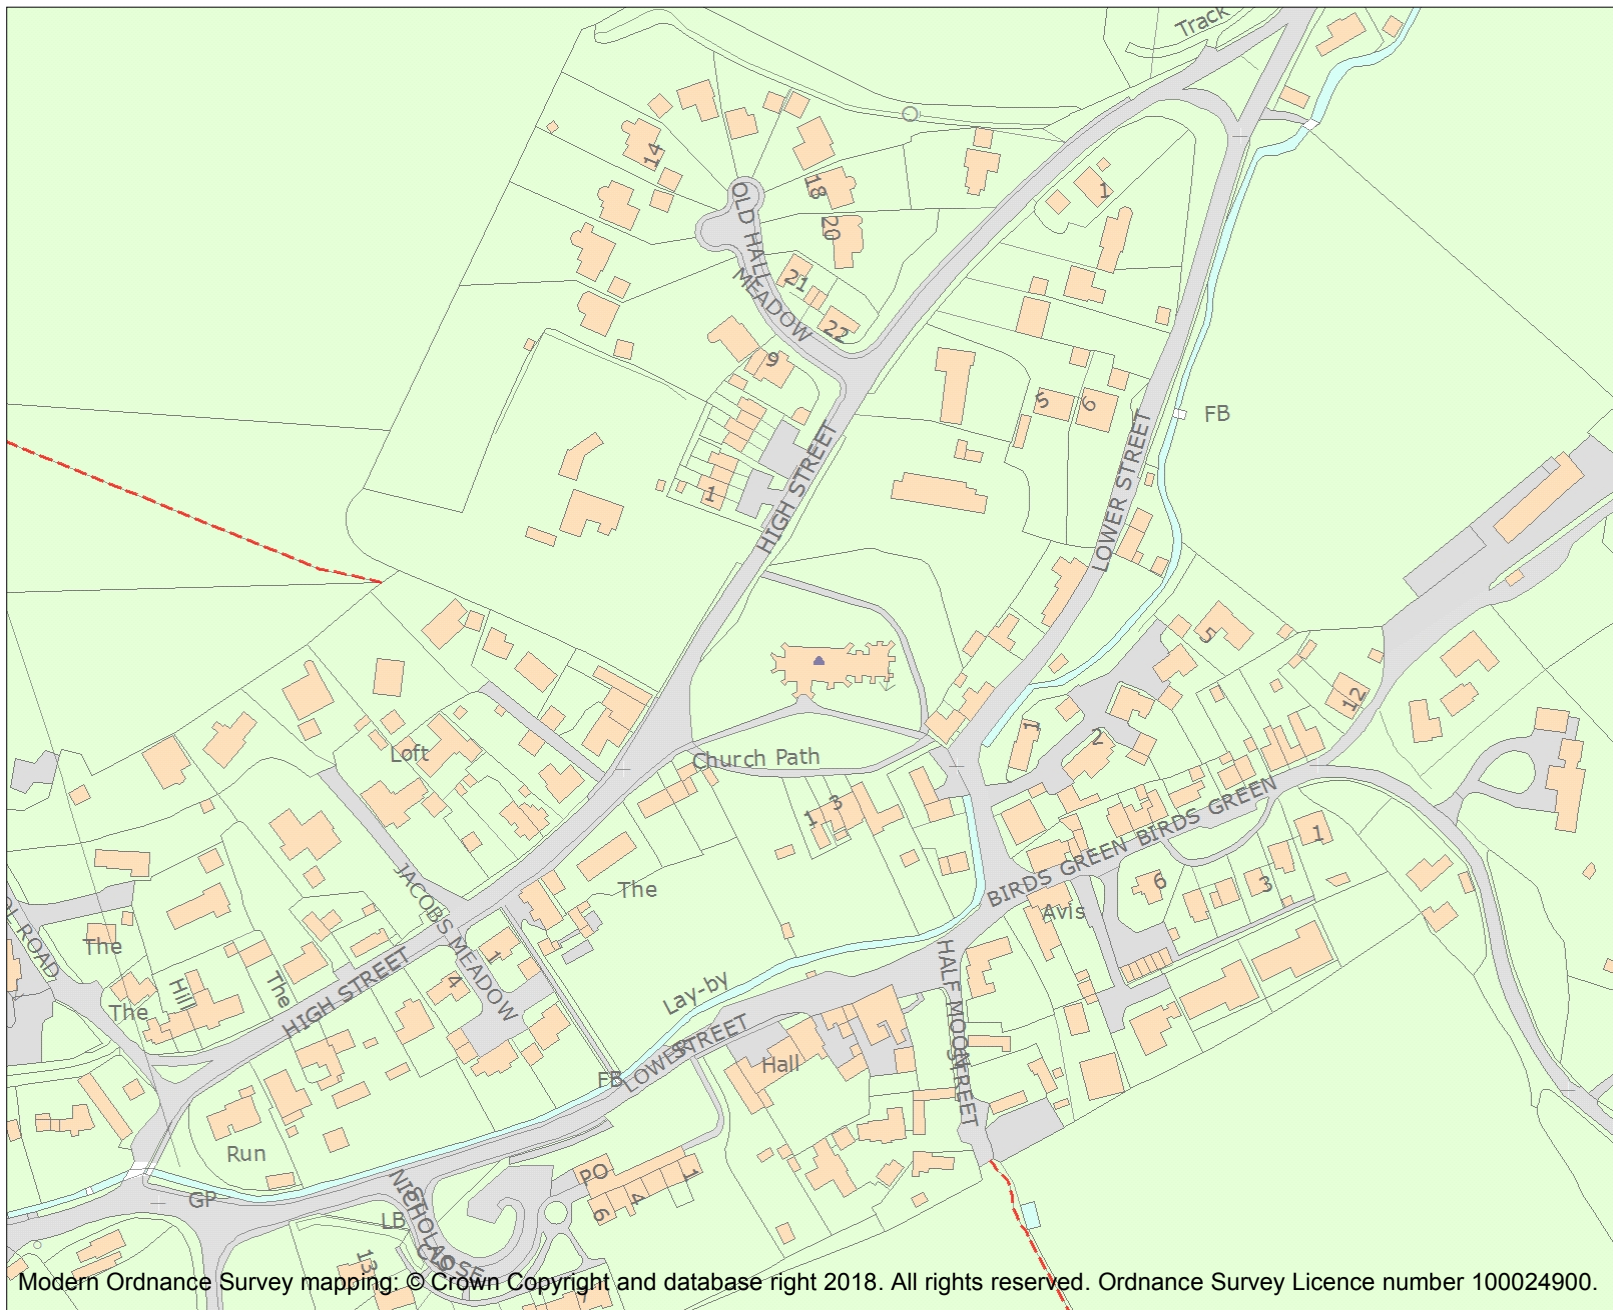 Track
14
18
OLD HALL
MEADOW
20
21
22
9
1
1
HIGH STREET
5
6
FB
LOWER STREET
5
12
Loft
Church Path
1
2
1
3
BIRDS GREEN
BIRDS GREEN
1
3
6
Avis
The
JACOBS MEADOW
1
4
The
The
Hill
The
HIGH STREET
Lay-by
LOWER STREET
FB
Hall
HALF MOON STREET
Run
GP
LB
NICHOLAS
CLOSE
PO
6
4
1
13
Modern Ordnance Survey mapping: © Crown Copyright and database right 2018. All rights reserved. Ordnance Survey Licence number 100024900.